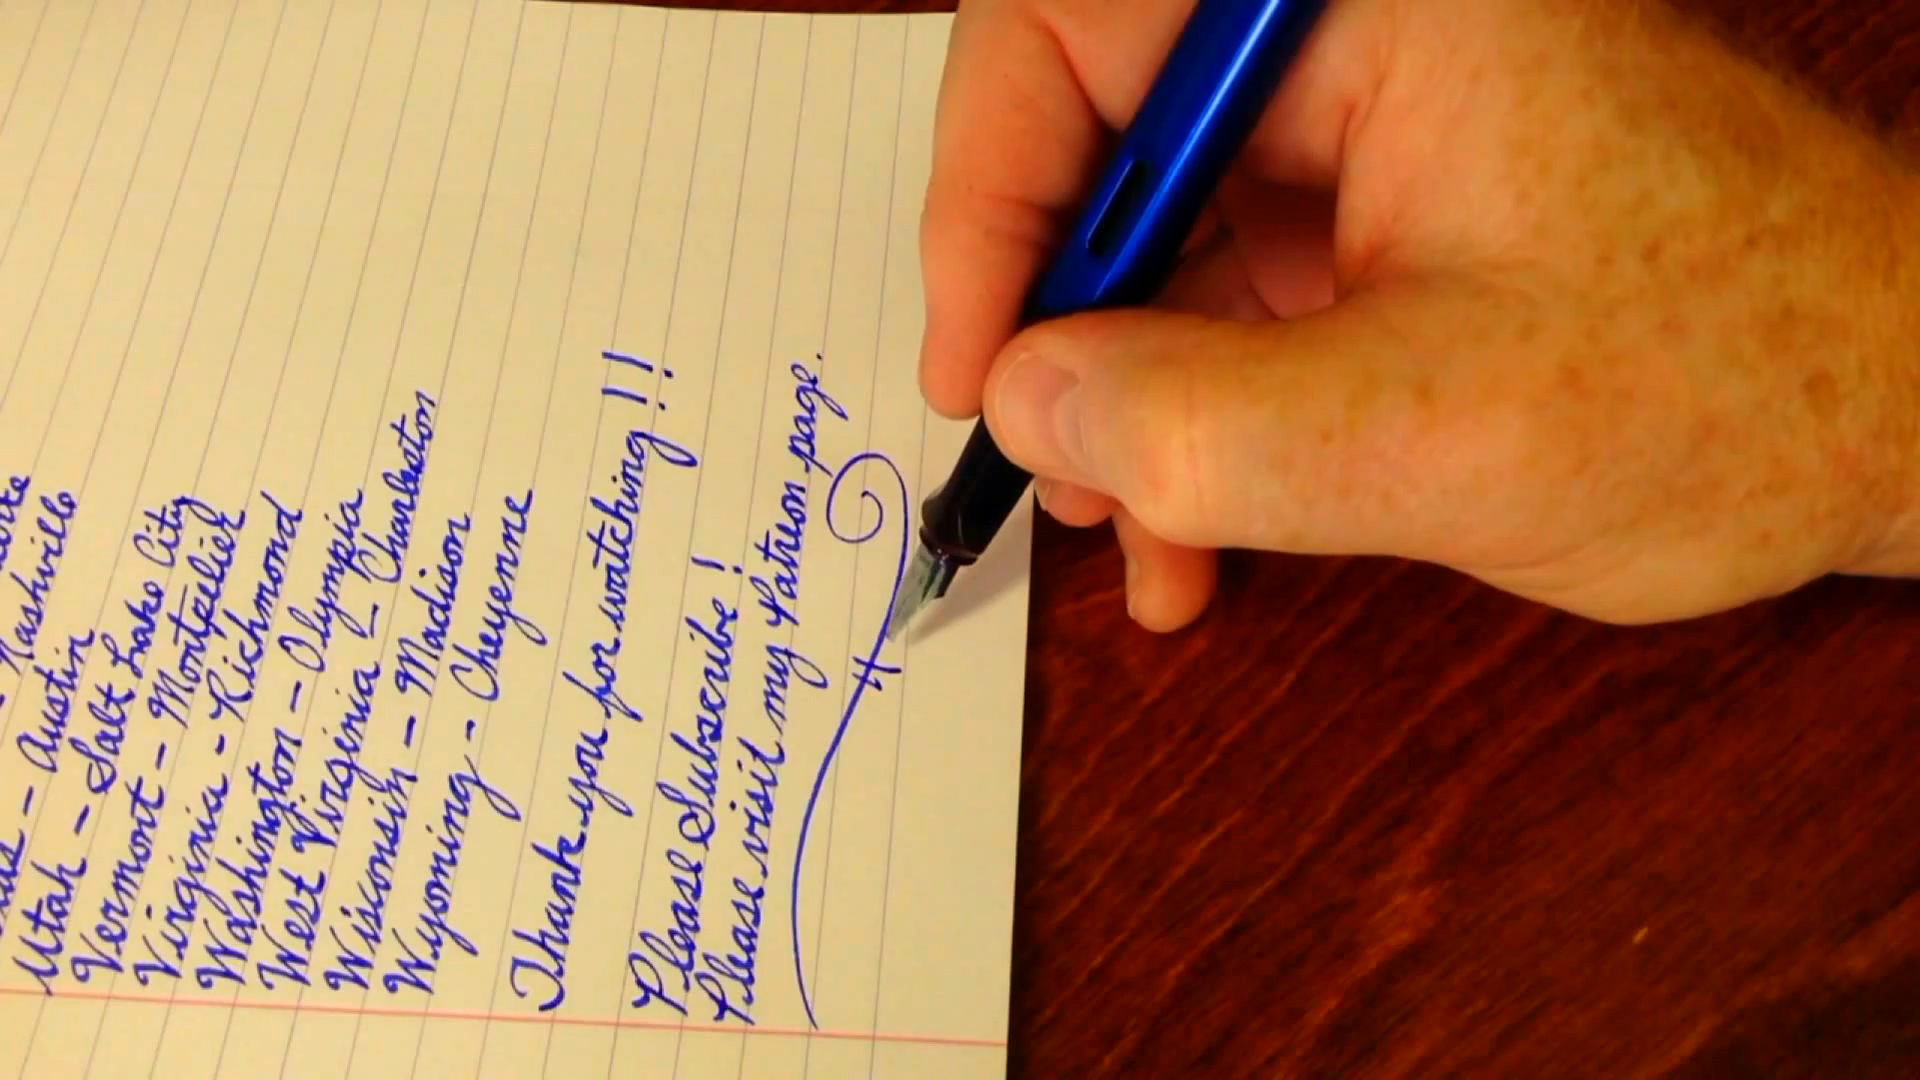 - Nashville
- Austin
Utah - Salt Lake City
Vermont - Montpelier
Virginia - Richmond
Washington - Olympia
West Virginia - Charleston
Wisconsin - Madison
Wyoming - Cheyenne
Thank you for watching!!
Please Subscribe!
Please visit my Patreon page.